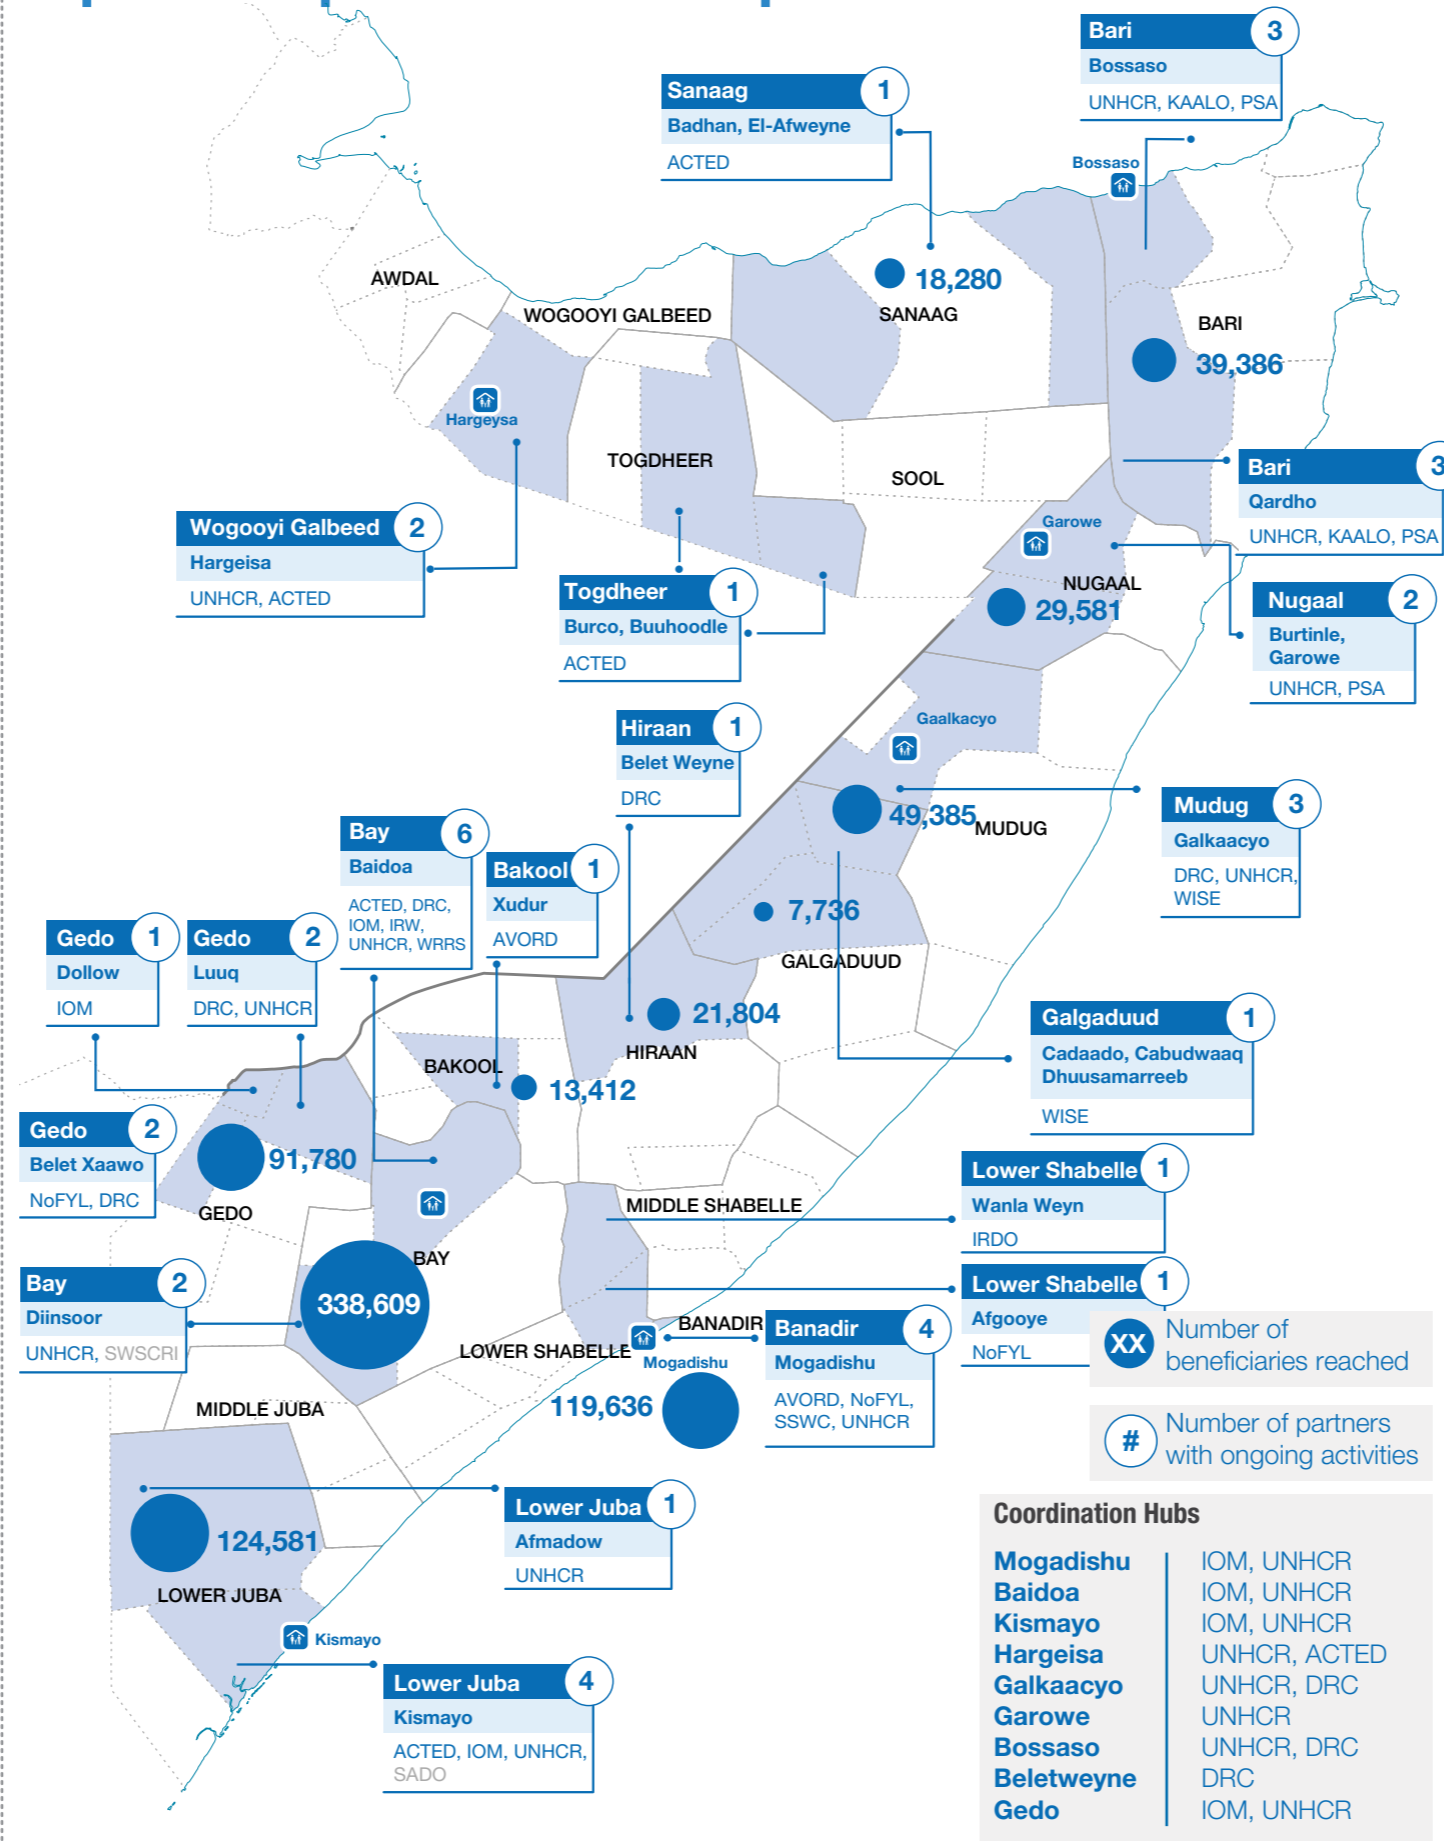 Bari 3
Bossaso
UNHCR, KAALO, PSA
Sanaag 1
Badhan, El-Afweyne
ACTED
Bossaso
18,280
SANAAG
AWDAL
WOGOOYI GALBEED
BARI
39,386
Hargeysa
TOGDHEER
SOOL
Bari 3
Qardho
UNHCR, KAALO, PSA
Wogooyi Galbeed 2
Hargeisa
UNHCR, ACTED
Garowe
NUGAAL
29,581
Togdheer 1
Burco, Buuhoodle
ACTED
Nugaal 2
Burtinle,
Garowe
UNHCR, PSA
Hiraan 1
Belet Weyne
DRC
Gaalkacyo
49,385
MUDUG
Mudug 3
Galkaacyo
DRC, UNHCR,
WISE
Bay 6
Baidoa
ACTED, DRC,
IOM, IRW,
UNHCR, WRRS
Bakool 1
Xudur
AVORD
7,736
GALGADUUD
Gedo 1
Dollow
IOM
Gedo 2
Luuq
DRC, UNHCR
21,804
HIRAAN
BAKOOL
13,412
Galgaduud 1
Cadaado, Cabudwaaq
Dhuusamarreeb
WISE
Gedo 2
Belet Xaawo
NoFYL, DRC
91,780
GEDO
Lower Shabelle 1
Wanla Weyn
IRDO
MIDDLE SHABELLE
BAY
338,609
Bay 2
Diinsoor
UNHCR, SWSCRI
Lower Shabelle 1
Afgooye
NoFYL
BANADIR
LOWER SHABELLE
Mogadishu
119,636
Banadir 4
Mogadishu
AVORD, NoFYL,
SSWC, UNHCR
XX Number of
beneficiaries reached
# Number of partners
with ongoing activities
MIDDLE JUBA
Lower Juba 1
Afmadow
UNHCR
124,581
LOWER JUBA
Kismayo
Lower Juba 4
Kismayo
ACTED, IOM, UNHCR,
SADO
Coordination Hubs
Mogadishu IOM, UNHCR
Baidoa IOM, UNHCR
Kismayo IOM, UNHCR
Hargeisa UNHCR, ACTED
Galkaacyo UNHCR, DRC
Garowe UNHCR
Bossaso UNHCR, DRC
Beletweyne DRC
Gedo IOM, UNHCR